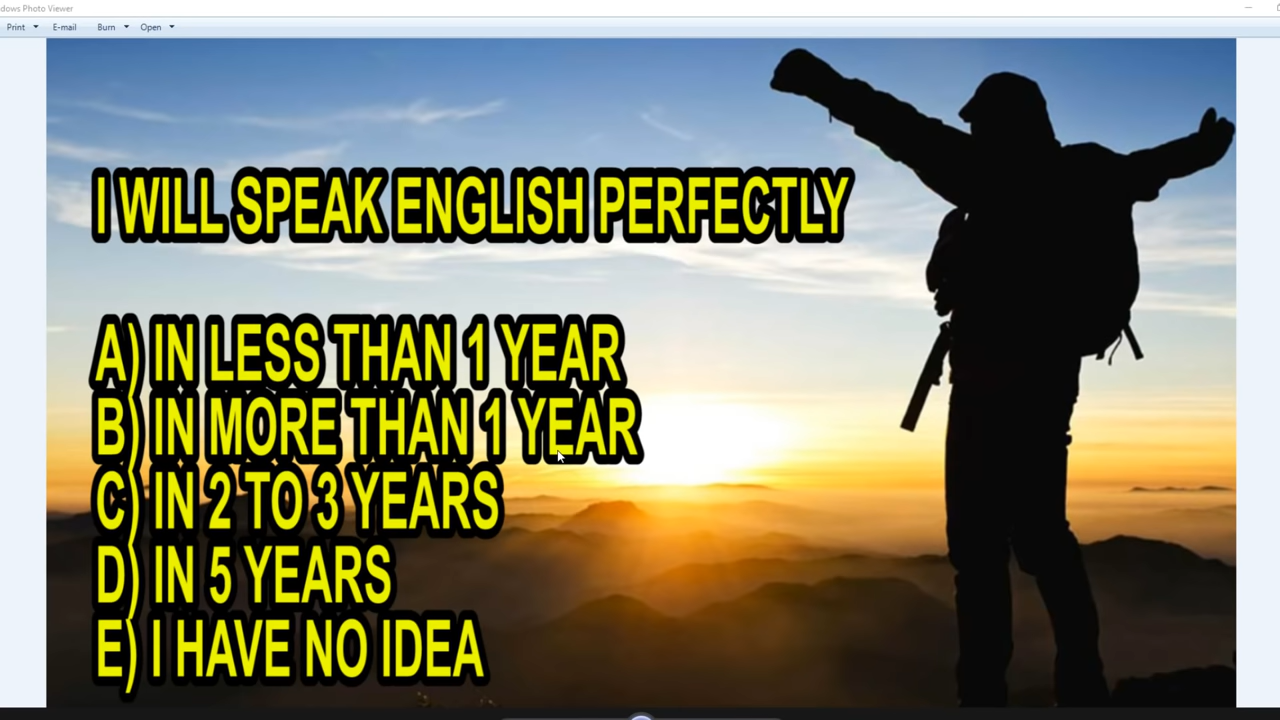 dows Photo Viewer
Print E-mail Burn Open
I WILL SPEAK ENGLISH PERFECTLY
A) IN LESS THAN 1 YEAR
B) IN MORE THAN 1 YEAR
C) IN 2 TO 3 YEARS
D) IN 5 YEARS
E) I HAVE NO IDEA